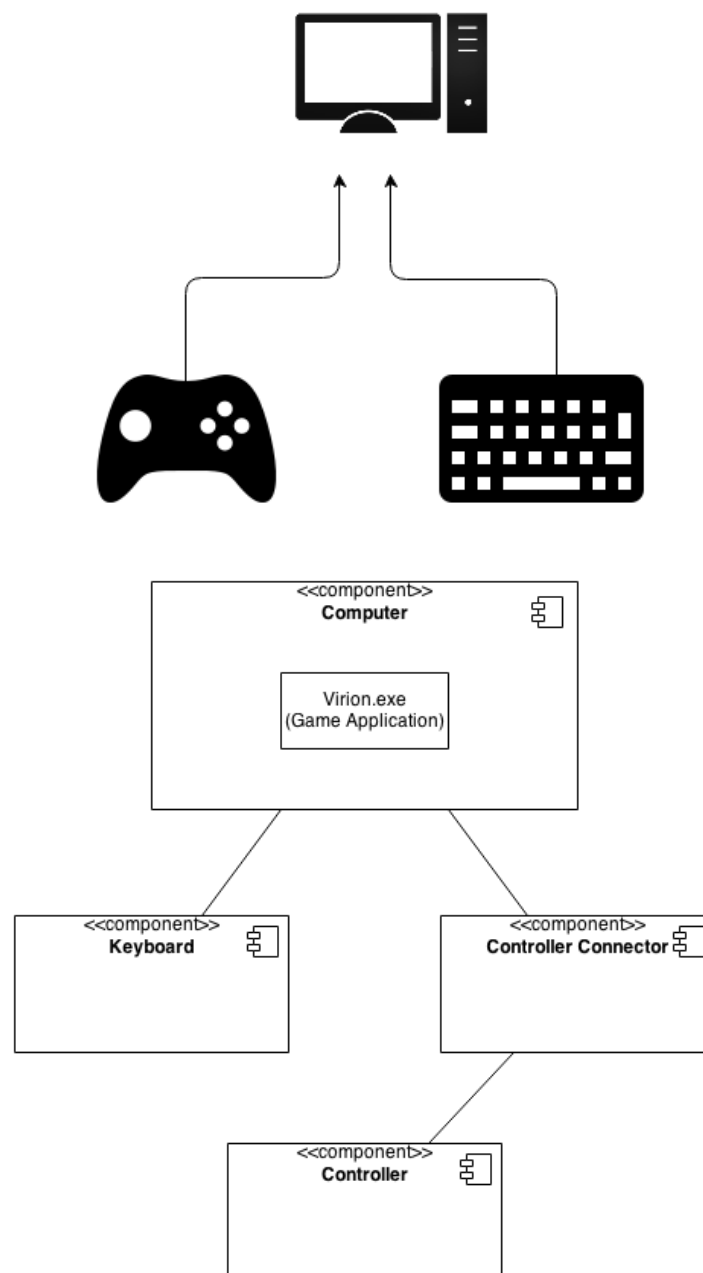 <<component>>
Computer
Virion.exe
(Game Application)
<<component>>
Keyboard
<<component>>
Controller Connector
<<component>>
Controller